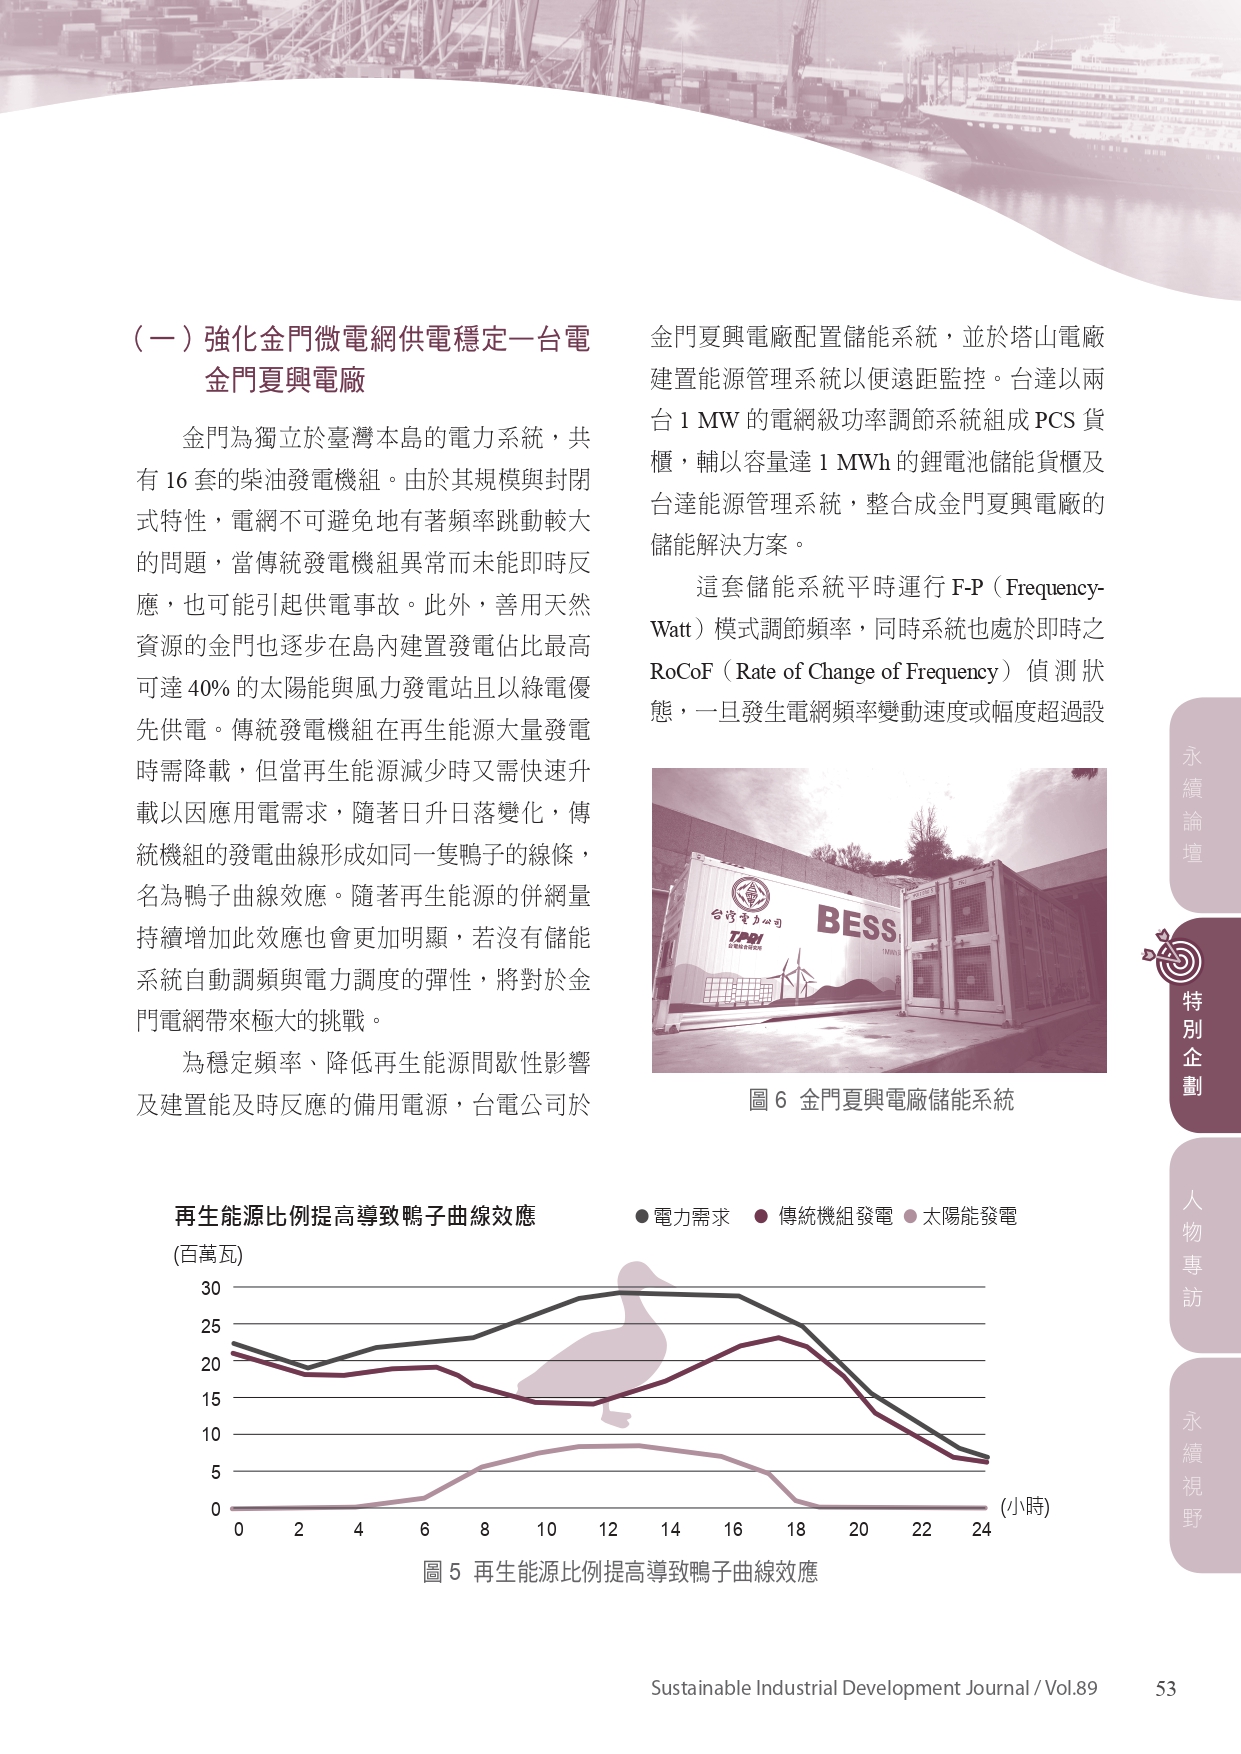 （一）強化金門微電網供電穩定—台電
金門夏興電廠
金門為獨立於臺灣本島的電力系統，共
有 16 套的柴油發電機組。由於其規模與封閉
式特性，電網不可避免地有著頻率跳動較大
的問題，當傳統發電機組異常而未能即時反
應，也可能引起供電事故。此外，善用天然
資源的金門也逐步在島內建置發電佔比最高
可達 40% 的太陽能與風力發電站且以綠電優
先供電。傳統發電機組在再生能源大量發電
時需降載，但當再生能源減少時又需快速升
載以因應用電需求，隨著日升日落變化，傳
統機組的發電曲線形成如同一隻鴨子的線條，
名為鴨子曲線效應。隨著再生能源的併網量
持續增加此效應也會更加明顯，若沒有儲能
系統自動調頻與電力調度的彈性，將對於金
門電網帶來極大的挑戰。
為穩定頻率、降低再生能源間歇性影響
及建置能及時反應的備用電源，台電公司於
金門夏興電廠配置儲能系統，並於塔山電廠
建置能源管理系統以便遠距監控。台達以兩
台 1 MW 的電網級功率調節系統組成 PCS 貨
櫃，輔以容量達 1 MWh 的鋰電池儲能貨櫃及
台達能源管理系統，整合成金門夏興電廠的
儲能解決方案。
這套儲能系統平時運行 F-P（Frequency-
Watt）模式調節頻率，同時系統也處於即時之
RoCoF（Rate of Change of Frequency）偵測狀
態，一旦發生電網頻率變動速度或幅度超過設
台灣電力公司
TPRI
台電綜合研究所
BESS
圖 6 金門夏興電廠儲能系統
再生能源比例提高導致鴨子曲線效應
電力需求 傳統機組發電 太陽能發電
(百萬瓦)
30
25
20
15
10
5
0
0 2 4 6 8 10 12 14 16 18 20 22 24
(小時)
圖 5 再生能源比例提高導致鴨子曲線效應
永續論壇
特別企劃
人物專訪
永續視野
Sustainable Industrial Development Journal / Vol.89 53